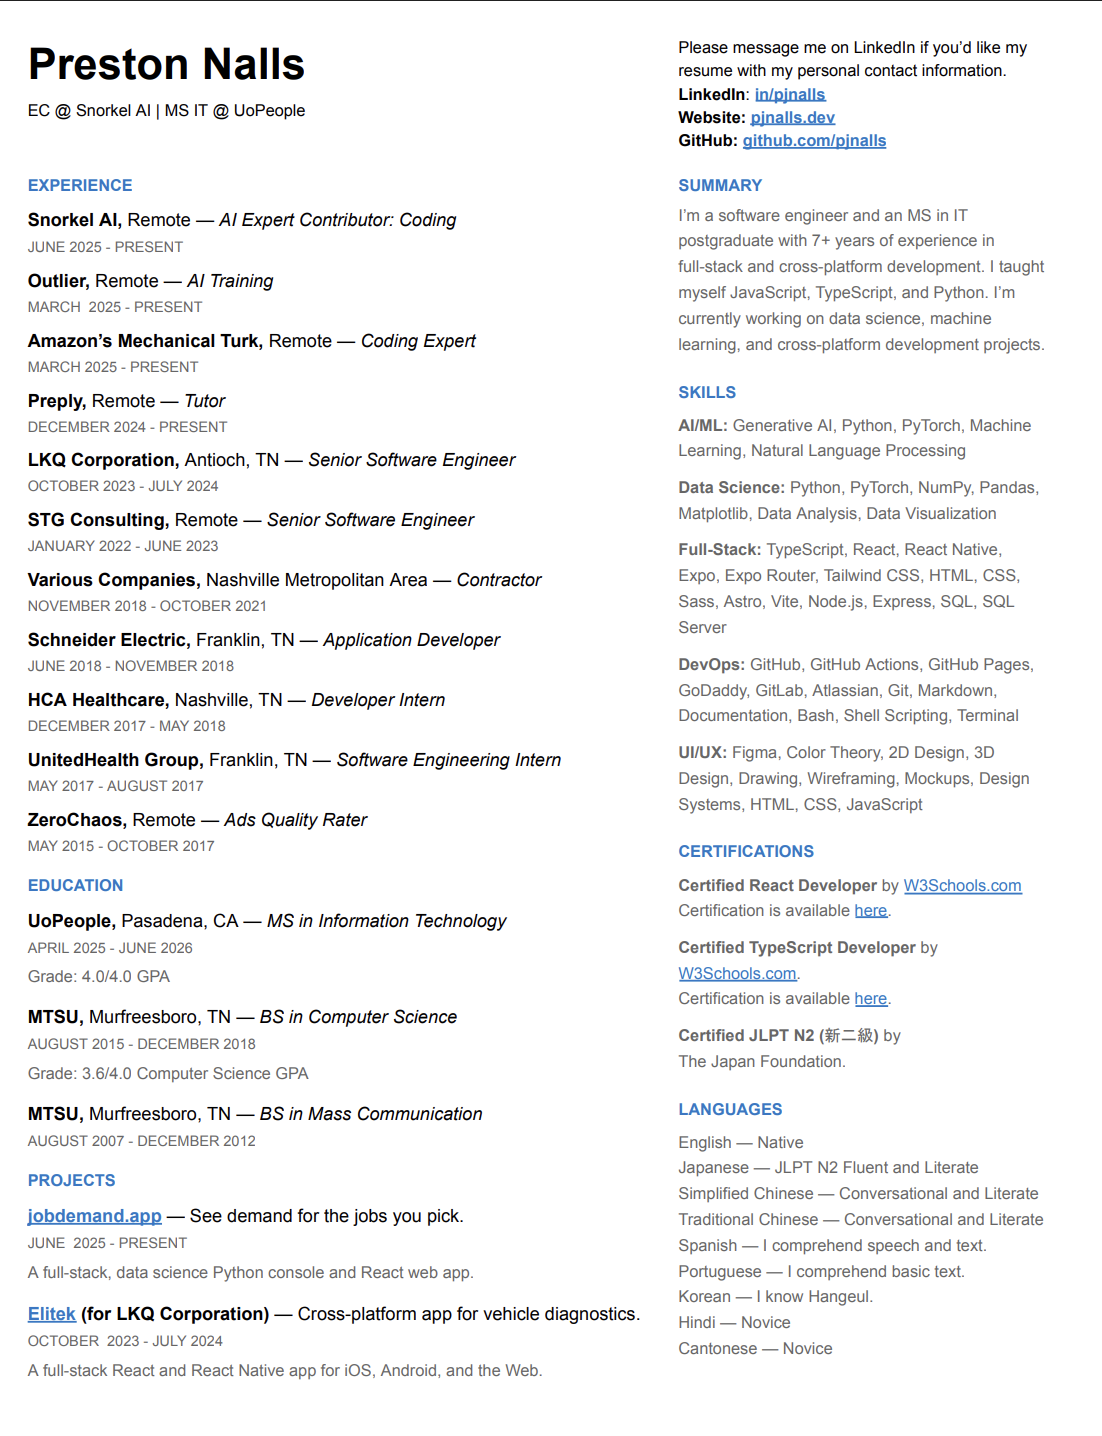 Preston Nalls
EC @ Snorkel AI | MS IT @ UoPeople
Please message me on LinkedIn if you’d like my
resume with my personal contact information.
LinkedIn: in/pjnalls
Website: pjnalls.dev
GitHub: github.com/pjnalls
EXPERIENCE
Snorkel AI, Remote — AI Expert Contributor: Coding
JUNE 2025 - PRESENT
Outlier, Remote — AI Training
MARCH  2025 - PRESENT
Amazon’s Mechanical Turk, Remote — Coding Expert
MARCH 2025 - PRESENT
Preply, Remote — Tutor
DECEMBER 2024 - PRESENT
LKQ Corporation, Antioch, TN — Senior Software Engineer
OCTOBER 2023 - JULY 2024
STG Consulting, Remote — Senior Software Engineer
JANUARY 2022 - JUNE 2023
Various Companies, Nashville Metropolitan Area — Contractor
NOVEMBER 2018 - OCTOBER 2021
Schneider Electric, Franklin, TN — Application Developer
JUNE 2018 - NOVEMBER 2018
HCA Healthcare, Nashville, TN — Developer Intern
DECEMBER 2017 - MAY 2018
UnitedHealth Group, Franklin, TN — Software Engineering Intern
MAY 2017 - AUGUST 2017
ZeroChaos, Remote — Ads Quality Rater
MAY 2015 - OCTOBER 2017
EDUCATION
UoPeople, Pasadena, CA — MS in Information Technology
APRIL 2025 - JUNE 2026
Grade: 4.0/4.0 GPA
MTSU, Murfreesboro, TN — BS in Computer Science
AUGUST 2015 - DECEMBER 2018
Grade: 3.6/4.0 Computer Science GPA
MTSU, Murfreesboro, TN — BS in Mass Communication
AUGUST 2007 - DECEMBER 2012
PROJECTS
jobdemand.app — See demand for the jobs you pick.
JUNE  2025 - PRESENT
A full-stack, data science Python console and React web app.
Elitek (for LKQ Corporation) — Cross-platform app for vehicle diagnostics.
OCTOBER  2023 - JULY 2024
A full-stack React and React Native app for iOS, Android, and the Web.
SUMMARY
I’m a software engineer and an MS in IT
postgraduate with 7+ years of experience in
full-stack and cross-platform development. I taught
myself JavaScript, TypeScript, and Python. I’m
currently working on data science, machine
learning, and cross-platform development projects.
SKILLS
AI/ML: Generative AI, Python, PyTorch, Machine
Learning, Natural Language Processing
Data Science: Python, PyTorch, NumPy, Pandas,
Matplotlib, Data Analysis, Data Visualization
Full-Stack: TypeScript, React, React Native,
Expo, Expo Router, Tailwind CSS, HTML, CSS,
Sass, Astro, Vite, Node.js, Express, SQL, SQL
Server
DevOps: GitHub, GitHub Actions, GitHub Pages,
GoDaddy, GitLab, Atlassian, Git, Markdown,
Documentation, Bash, Shell Scripting, Terminal
UI/UX: Figma, Color Theory, 2D Design, 3D
Design, Drawing, Wireframing, Mockups, Design
Systems, HTML, CSS, JavaScript
CERTIFICATIONS
Certified React Developer by W3Schools.com
Certification is available here.
Certified TypeScript Developer by
W3Schools.com.
Certification is available here.
Certified JLPT N2 (新二級) by
The Japan Foundation.
LANGUAGES
English — Native
Japanese — JLPT N2 Fluent and Literate
Simplified Chinese — Conversational and Literate
Traditional Chinese — Conversational and Literate
Spanish — I comprehend speech and text.
Portuguese — I comprehend basic text.
Korean — I know Hangeul.
Hindi — Novice
Cantonese — Novice